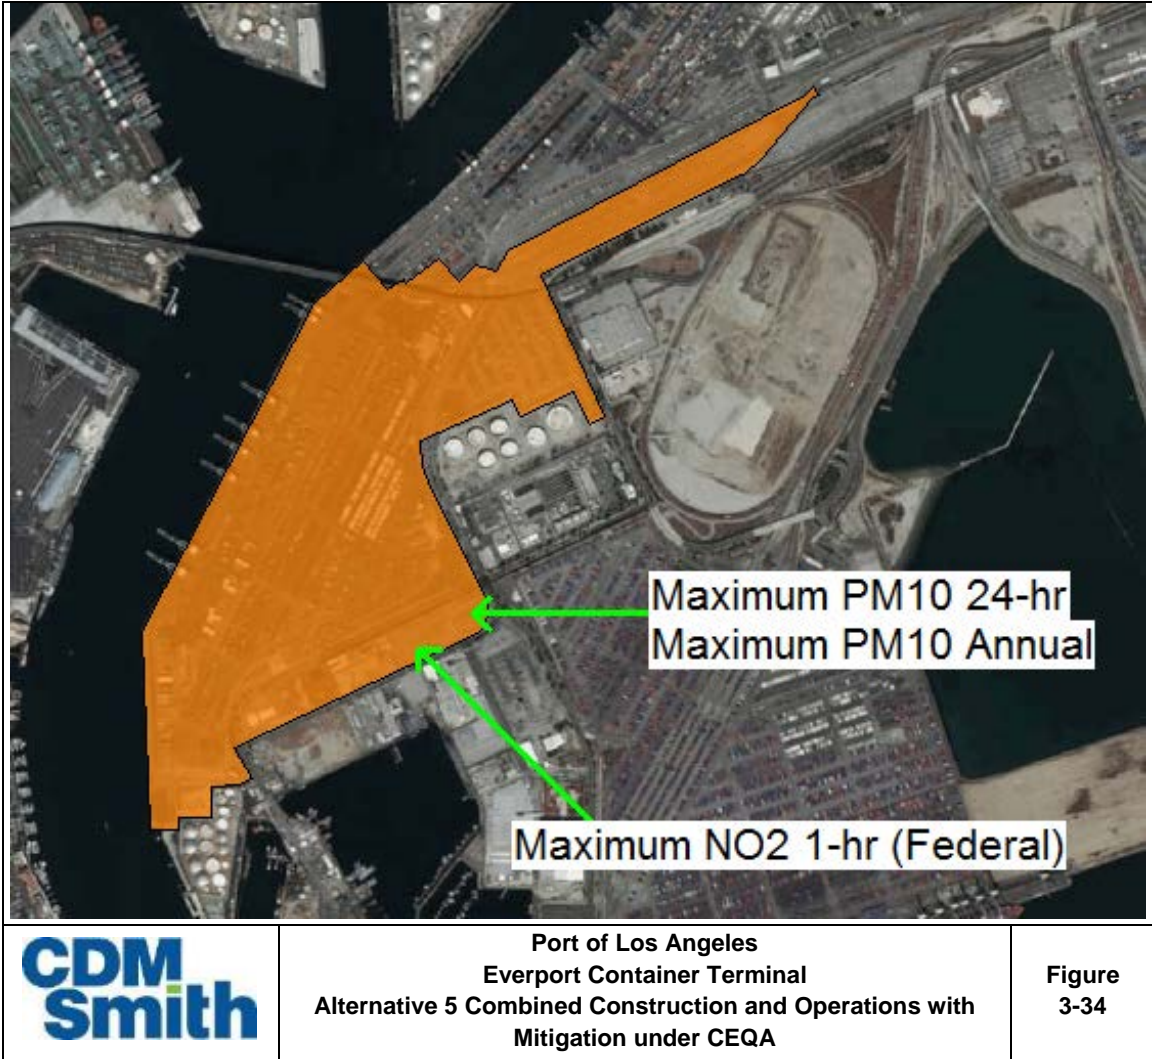 Maximum PM10 24-hr
Maximum PM10 Annual
Maximum NO2 1-hr (Federal)
CDM
Smith
Port of Los Angeles
Everport Container Terminal
Alternative 5 Combined Construction and Operations with
Mitigation under CEQA
Figure
3-34